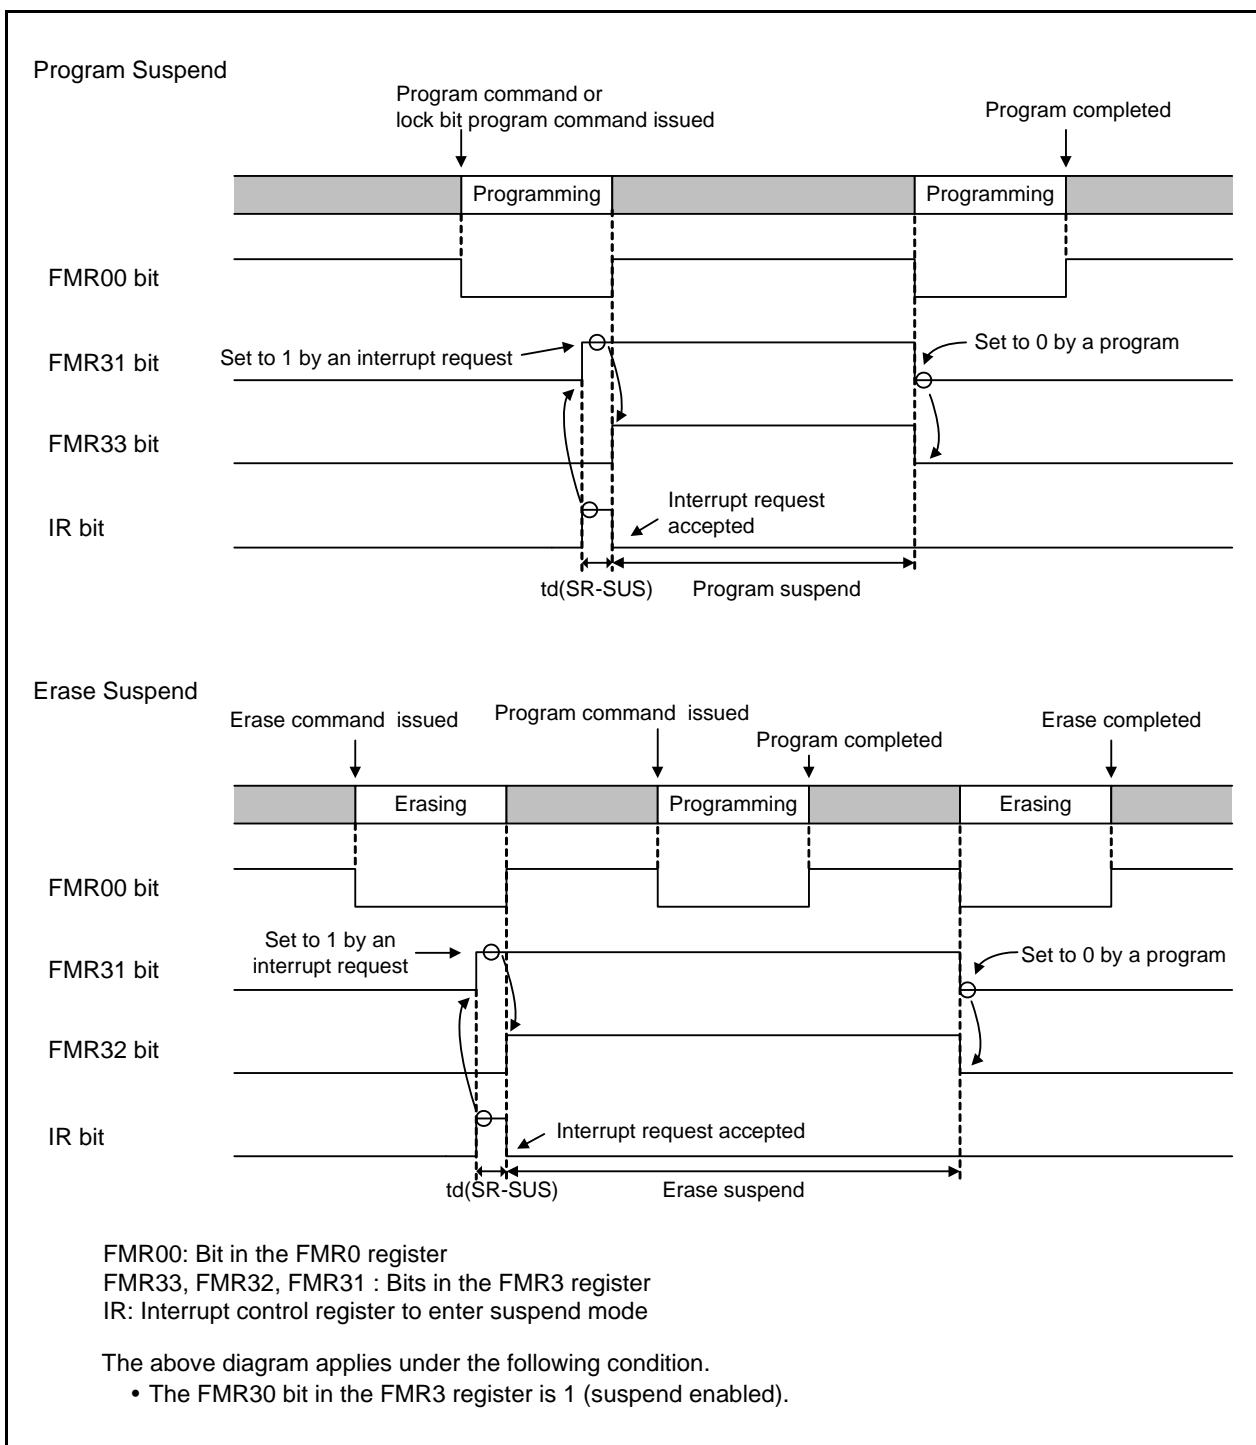 Program Suspend
Program command or
lock bit program command issued
Program completed
Programming
Programming
FMR00 bit
FMR31 bit
Set to 1 by an interrupt request
Set to 0 by a program
FMR33 bit
IR bit
Interrupt request
accepted
td(SR-SUS)
Program suspend
Erase Suspend
Erase command issued
Program command issued
Program completed
Erase completed
Erasing
Programming
Erasing
FMR00 bit
FMR31 bit
Set to 1 by an
interrupt request
Set to 0 by a program
FMR32 bit
IR bit
Interrupt request accepted
td(SR-SUS)
Erase suspend
FMR00: Bit in the FMR0 register
FMR33, FMR32, FMR31 : Bits in the FMR3 register
IR: Interrupt control register to enter suspend mode
The above diagram applies under the following condition.
• The FMR30 bit in the FMR3 register is 1 (suspend enabled).